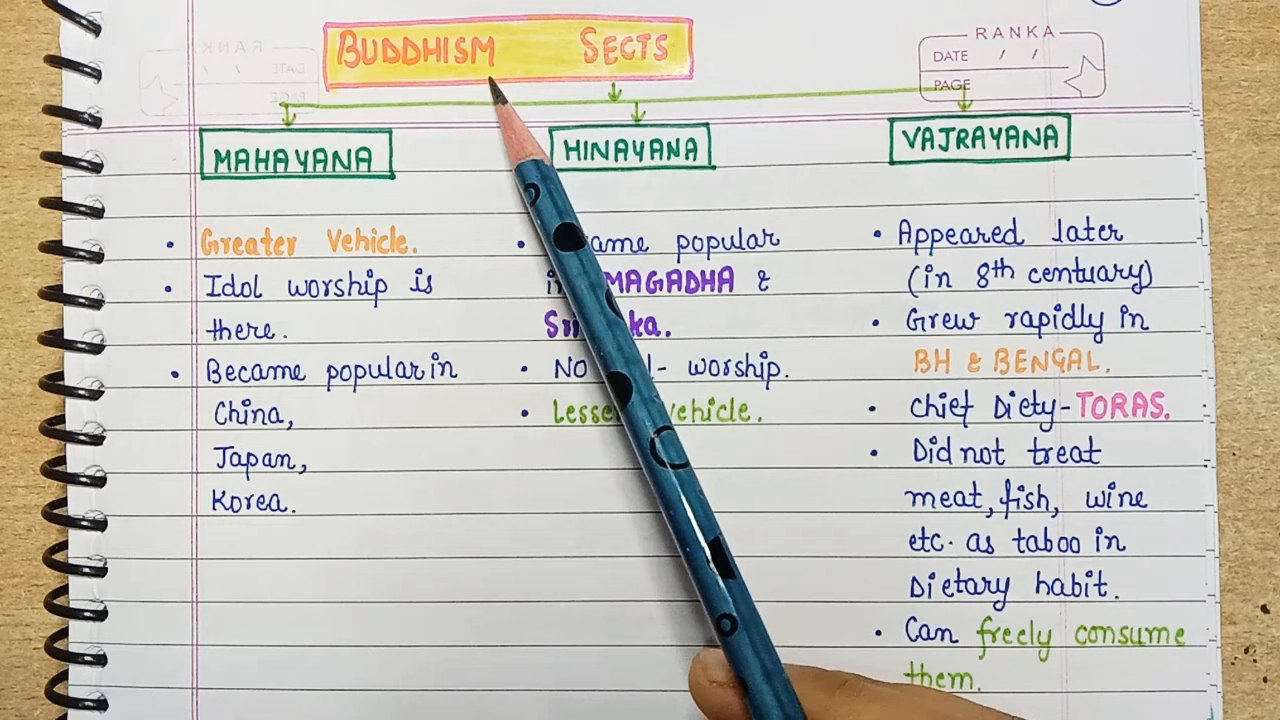 BUDDHISM SECTS
RANKA
DATE / /
PAGE
MAHAYANA
Greater Vehicle.
Idol worship is
there.
Became popular in
China,
Japan,
Korea.
HINAYANA
popular
MAGADHA &
No worship.
vehicle.
VAJRAYANA
Appeared later
(in 8th centuary)
Grew rapidly in
BH & BENGAL.
Chief Diety-TORAS.
Did not treat
meat, fish, wine
etc. as taboo in
Dietary habit.
Can freely consume
them.